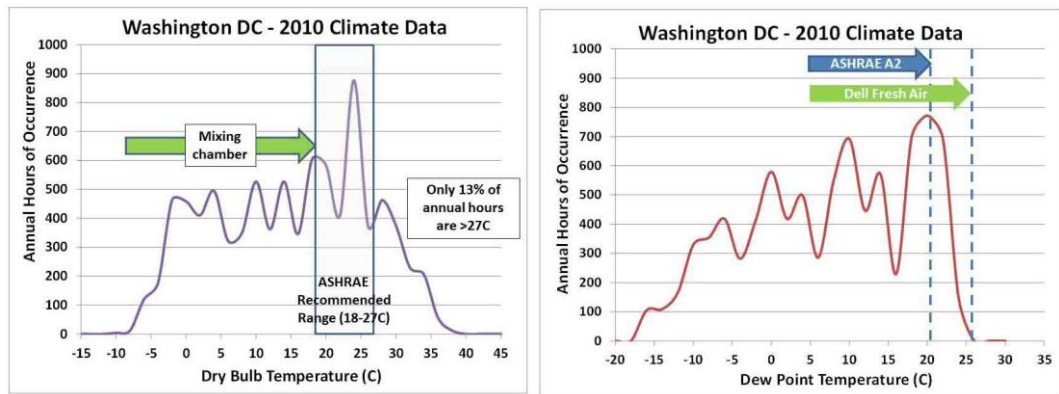 Washington DC - 2010 Climate Data
Annual Hours of Occurrence
1000
900
800
700
600
500
400
300
200
100
0
Mixing
chamber
Only 13% of
annual hours
are >27C
ASHRAE
Recommended
Range (18-27C)
-15 -10 -5 0 5 10 15 20 25 30 35 40 45
Dry Bulb Temperature (C)
Washington DC - 2010 Climate Data
Annual Hours of Occurrence
1000
900
800
700
600
500
400
300
200
100
0
ASHRAE A2
Dell Fresh Air
-20 -15 -10 -5 0 5 10 15 20 25 30 35
Dew Point Temperature (C)